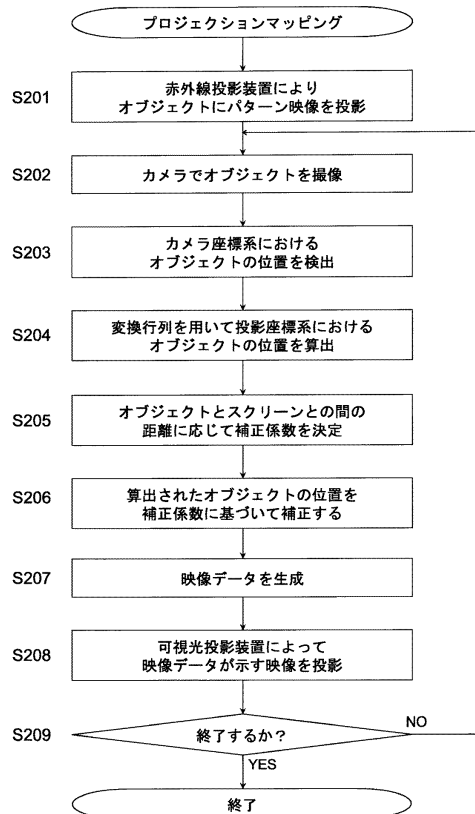 プロジェクションマッピング
S201
赤外線投影装置により
オブジェクトにパターン映像を投影
S202
カメラでオブジェクトを撮像
S203
カメラ座標系における
オブジェクトの位置を検出
S204
変換行列を用いて投影座標系における
オブジェクトの位置を算出
S205
オブジェクトとスクリーンとの間の
距離に応じて補正係数を決定
S206
算出されたオブジェクトの位置を
補正係数に基づいて補正する
S207
映像データを生成
S208
可視光投影装置によって
映像データが示す映像を投影
S209
終了するか？
NO
YES
終了